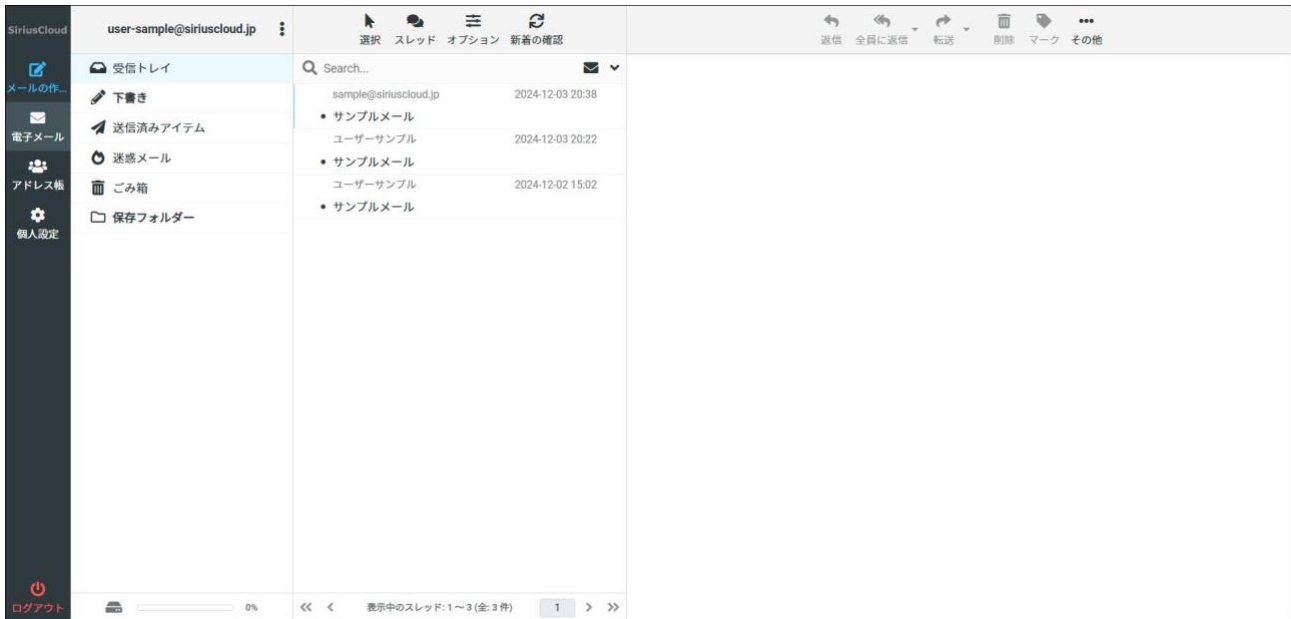 SiriusCloud
メールの作...
電子メール
アドレス帳
個人設定
ログアウト
user-sample@siriuscloud.jp
受信トレイ
下書き
送信済みアイテム
迷惑メール
ごみ箱
保存フォルダー
0%
選択 スレッド オプション 新着の確認
Search...
sample@siriuscloud.jp 2024-12-03 20:38
• サンプルメール
ユーザーサンプル 2024-12-03 20:22
• サンプルメール
ユーザーサンプル 2024-12-02 15:02
• サンプルメール
表示中のスレッド: 1 ～ 3 (全: 3 件) 1
返信 全員に返信 転送 削除 マーク その他